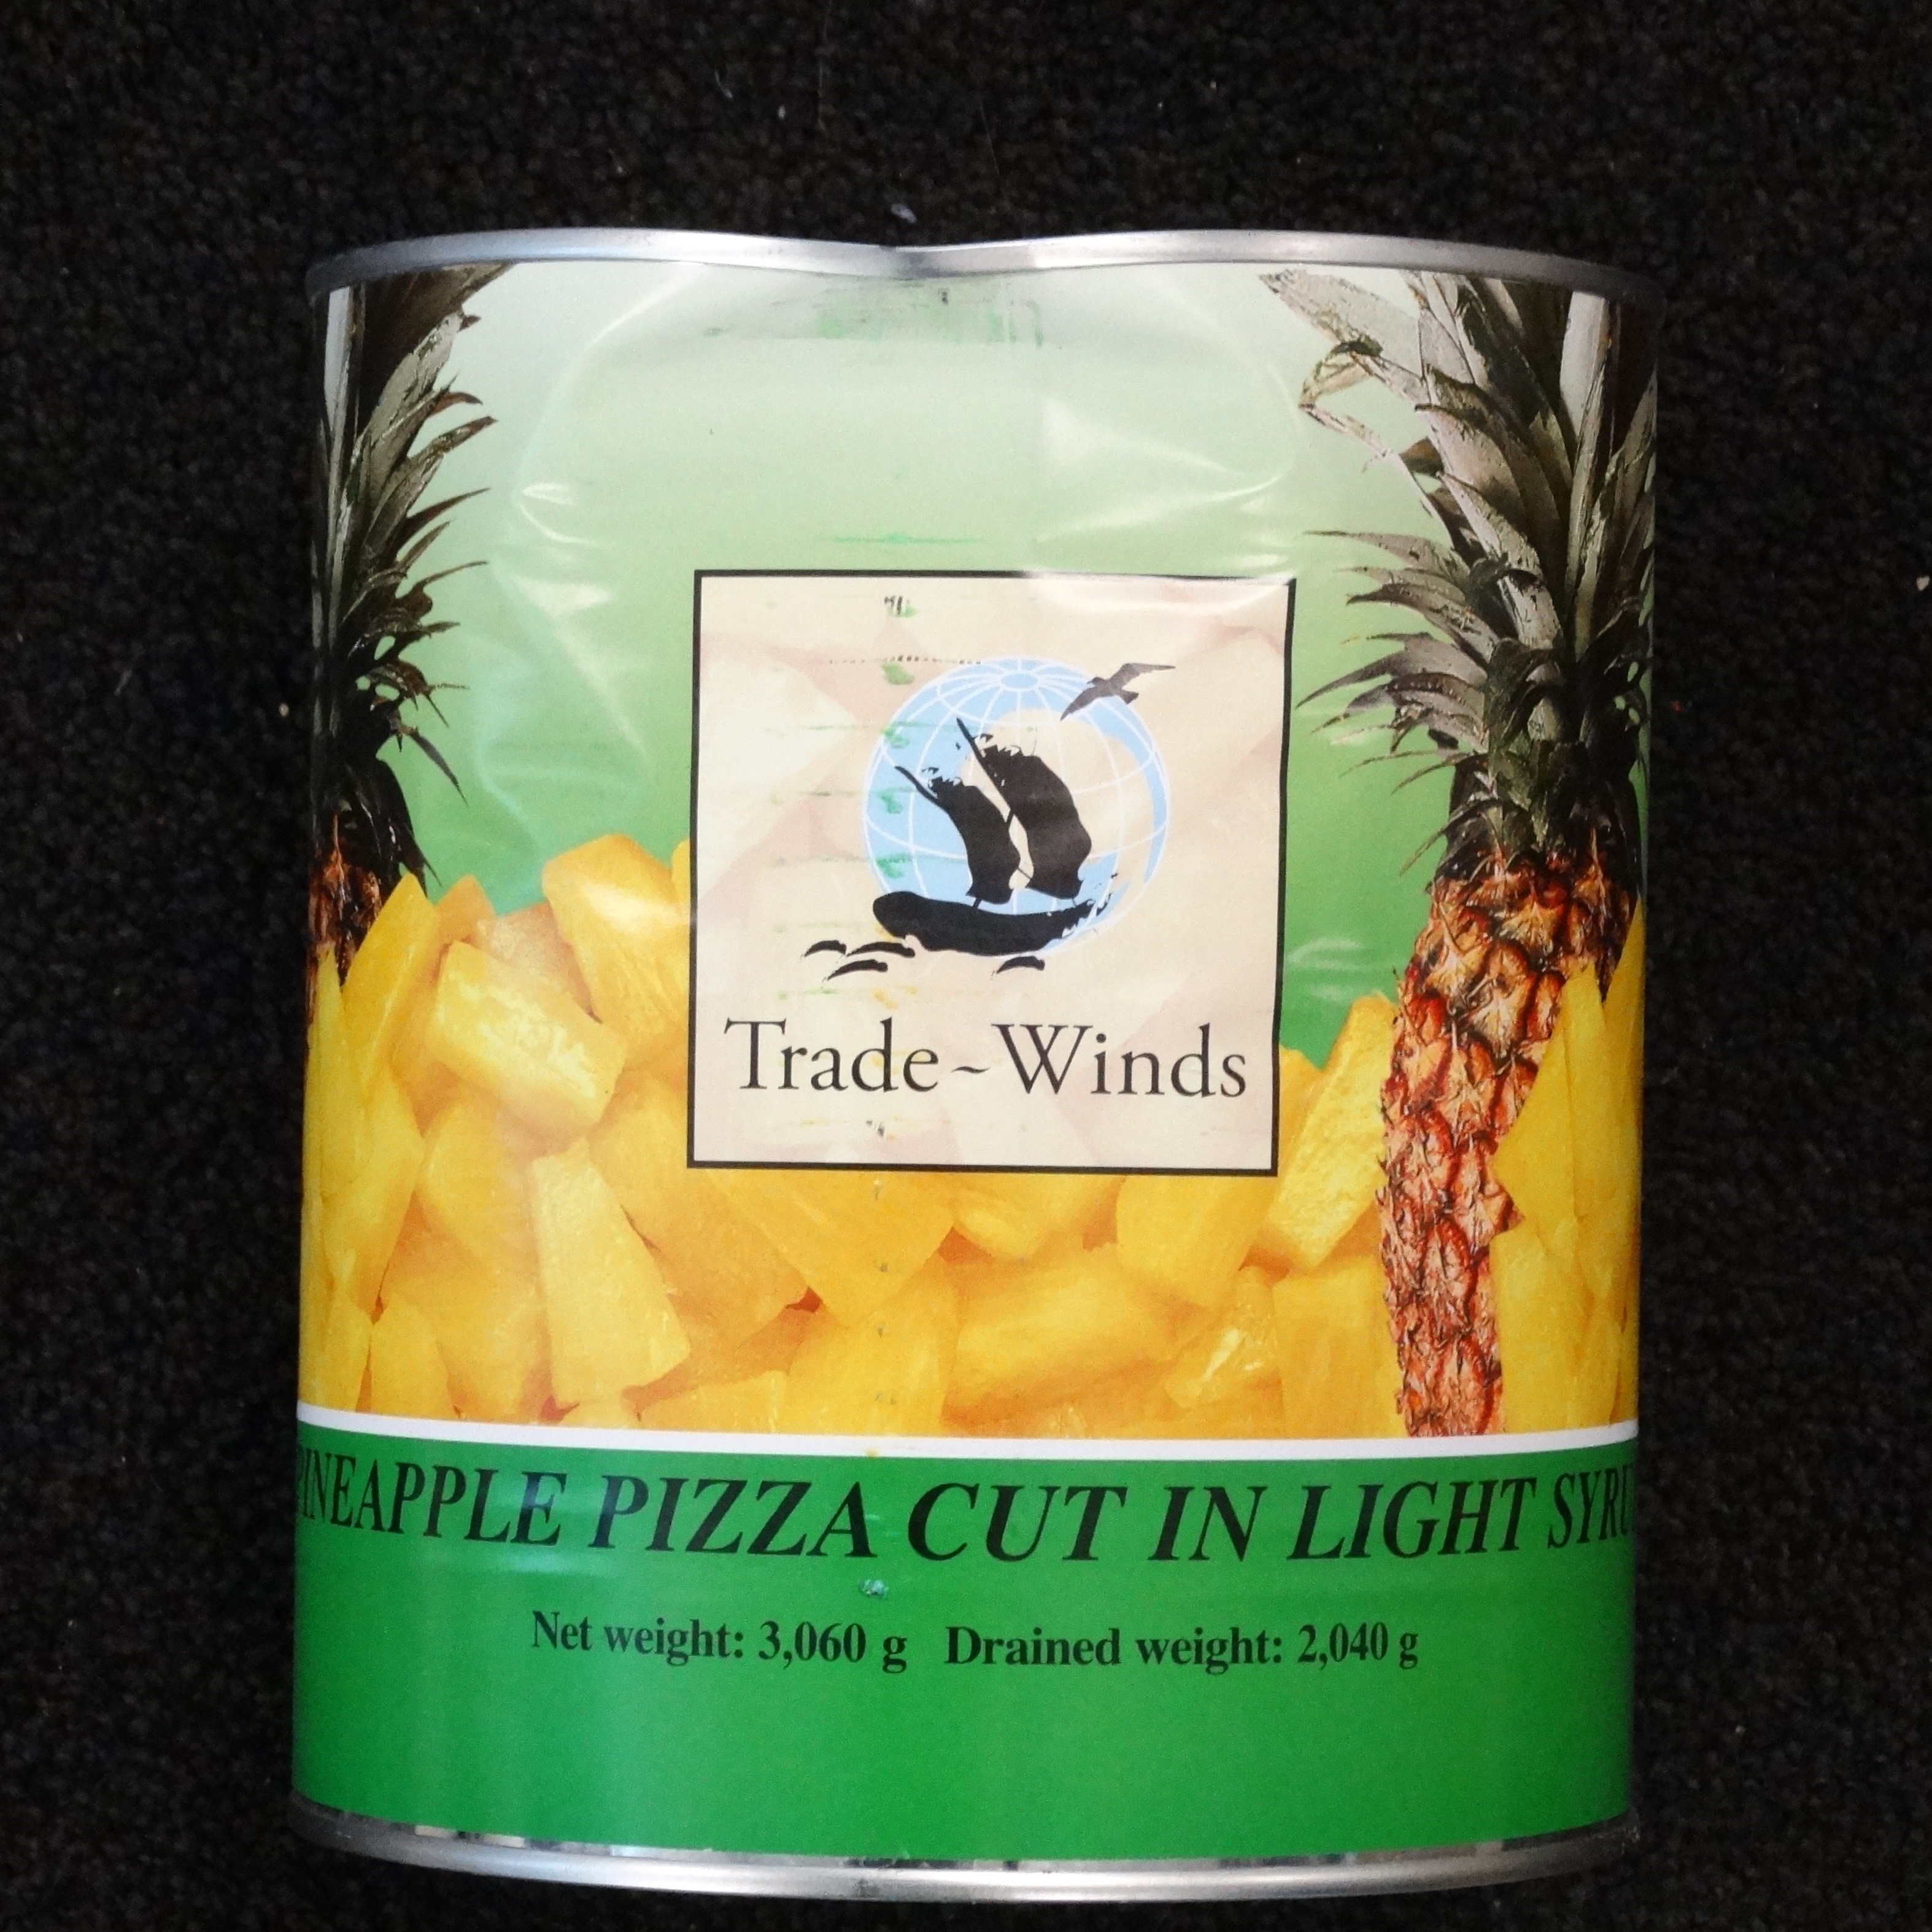 Trade~Winds
PINEAPPLE PIZZA CUT IN LIGHT SYRU
Net weight: 3,060 g Drained weight: 2,040 g